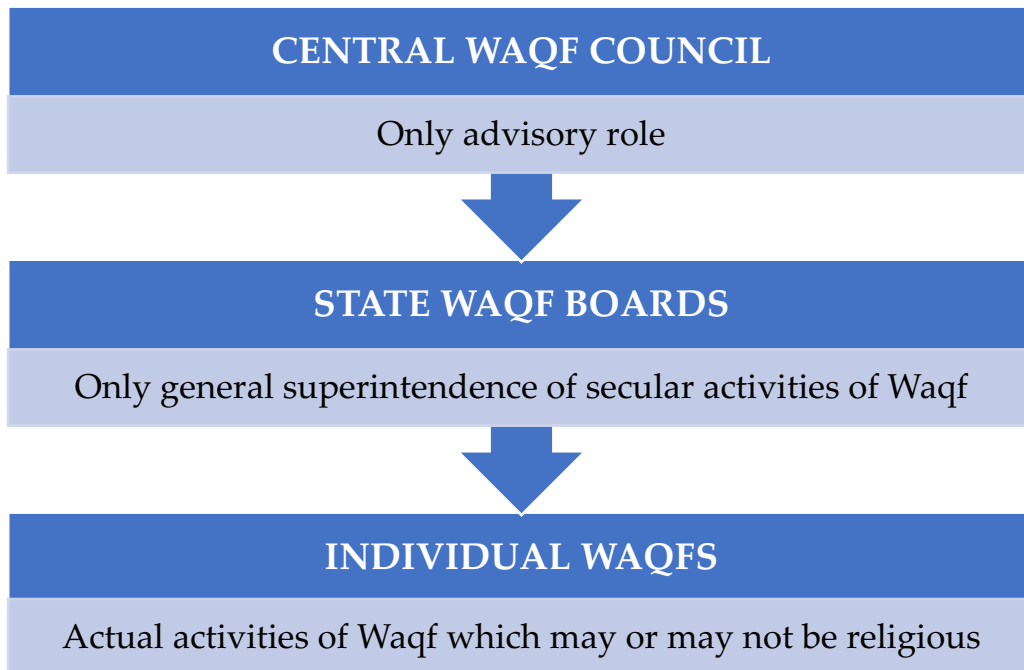 CENTRAL WAQF COUNCIL
Only advisory role
STATE WAQF BOARDS
Only general superintendence of secular activities of Waqf
INDIVIDUAL WAQFS
Actual activities of Waqf which may or may not be religious